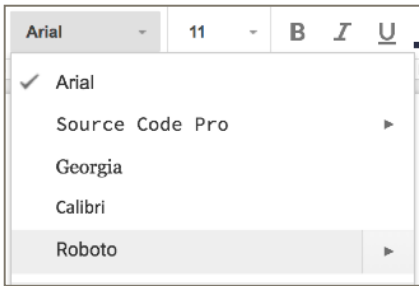 Arial 11 B I U
Arial
Source Code Pro
Georgia
Calibri
Roboto